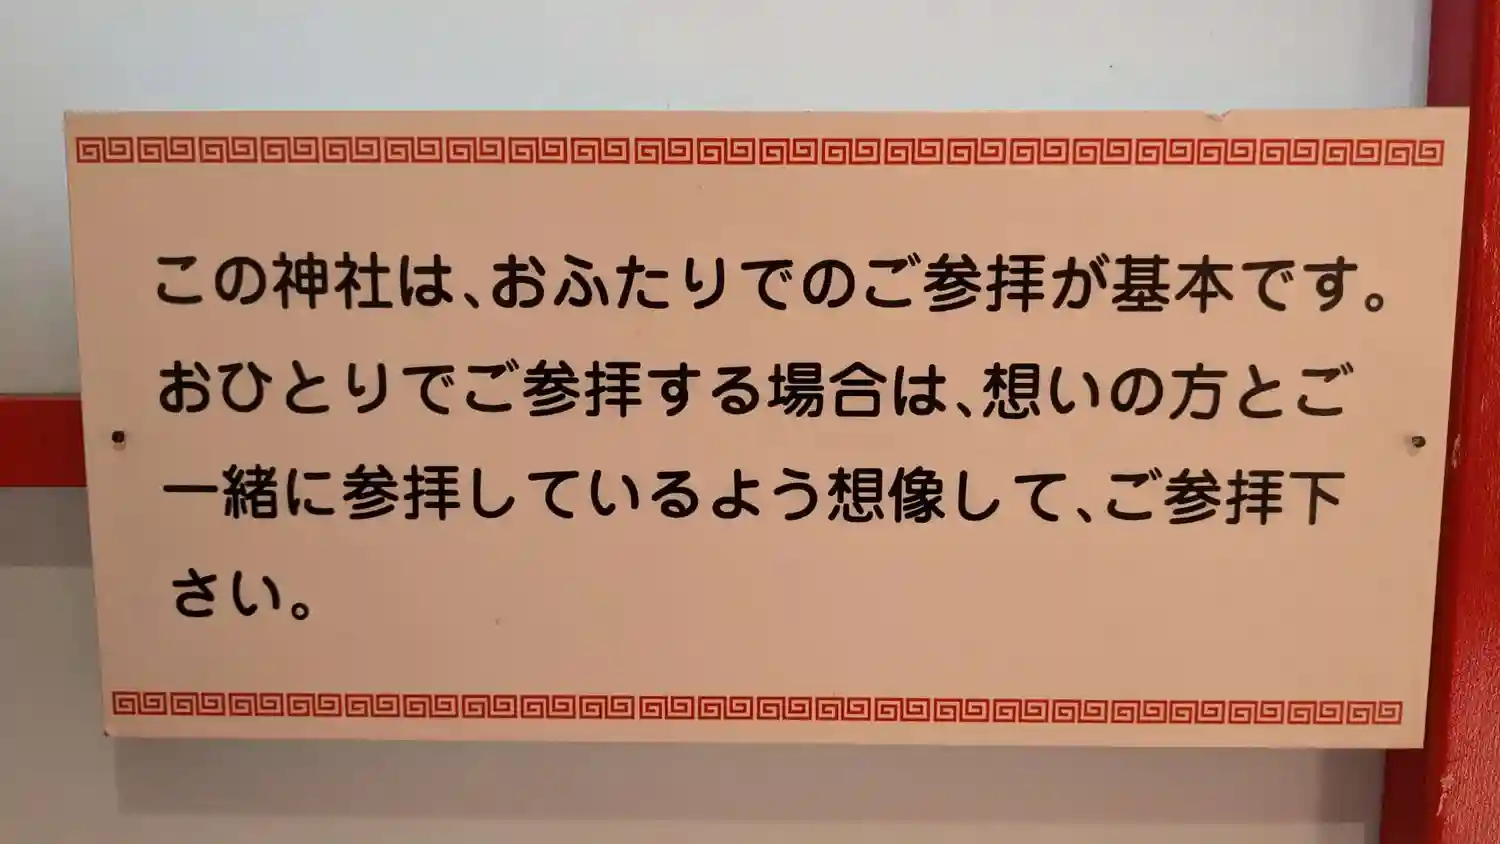 この神社は、おふたりでのご参拝が基本です。
おひとりでご参拝する場合は、想いの方とご
一緒に参拝しているよう想像して、ご参拝下
さい。